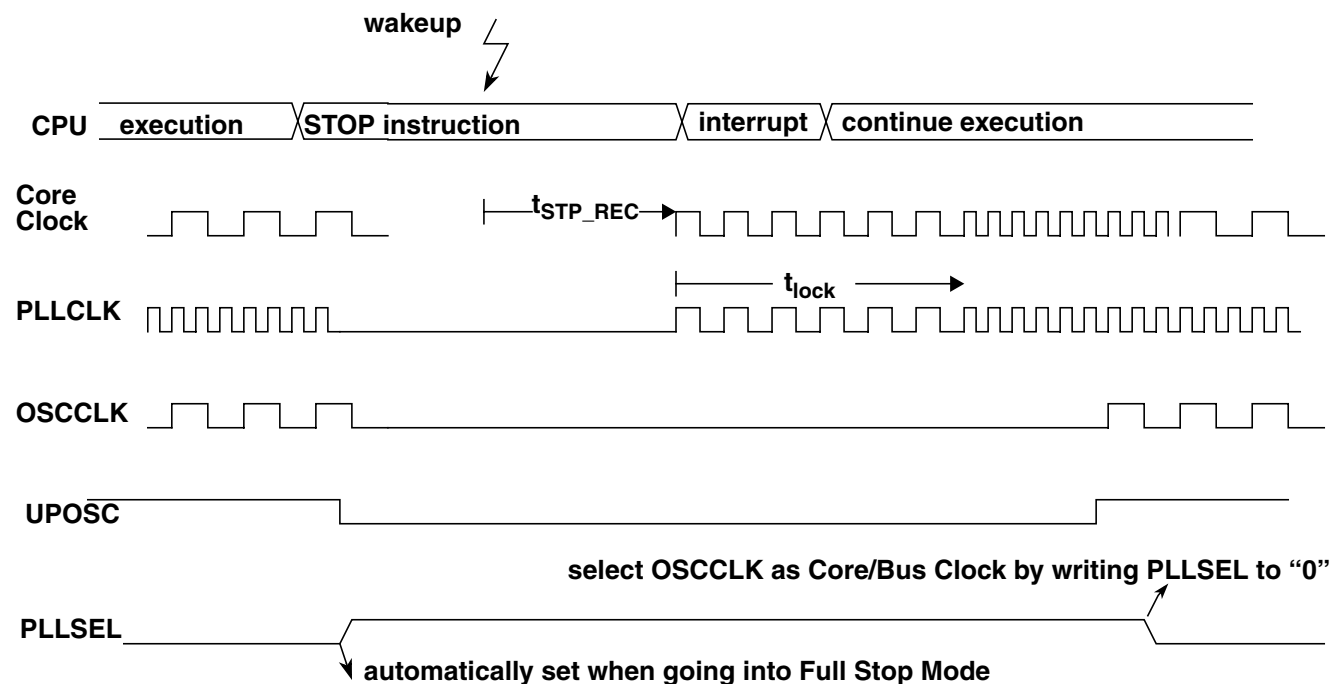 wakeup
CPU execution STOP instruction interrupt continue execution
Core
Clock
tSTP_REC
tlock
PLLCLK
OSCCLK
UPOSC
select OSCCLK as Core/Bus Clock by writing PLLSEL to “0”
PLLSEL
automatically set when going into Full Stop Mode